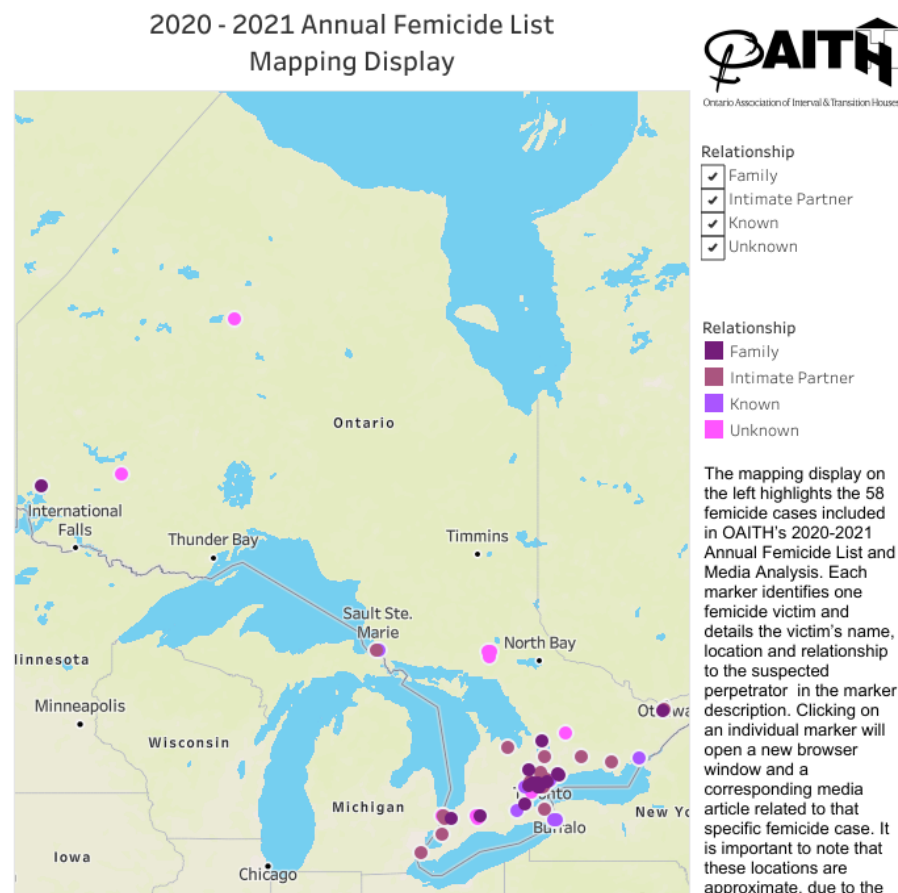 2020 - 2021 Annual Femicide List
Mapping Display
OAITH
Ontario Association of Interval & Transition Houses
Relationship
Family
Intimate Partner
Known
Unknown
Relationship
Family
Intimate Partner
Known
Unknown
The mapping display on
the left highlights the 58
femicide cases included
in OAITH's 2020-2021
Annual Femicide List and
Media Analysis. Each
marker identifies one
femicide victim and
details the victim's name,
location and relationship
to the suspected
perpetrator in the marker
description. Clicking on
an individual marker will
open a new browser
window and a
corresponding media
article related to that
specific femicide case. It
is important to note that
these locations are
approximate, due to the
Ontario
International
Falls
Thunder Bay
Timmins
Sault Ste.
Marie
North Bay
Minneapolis
Wisconsin
Michigan
Buffalo
Iowa
Chicago